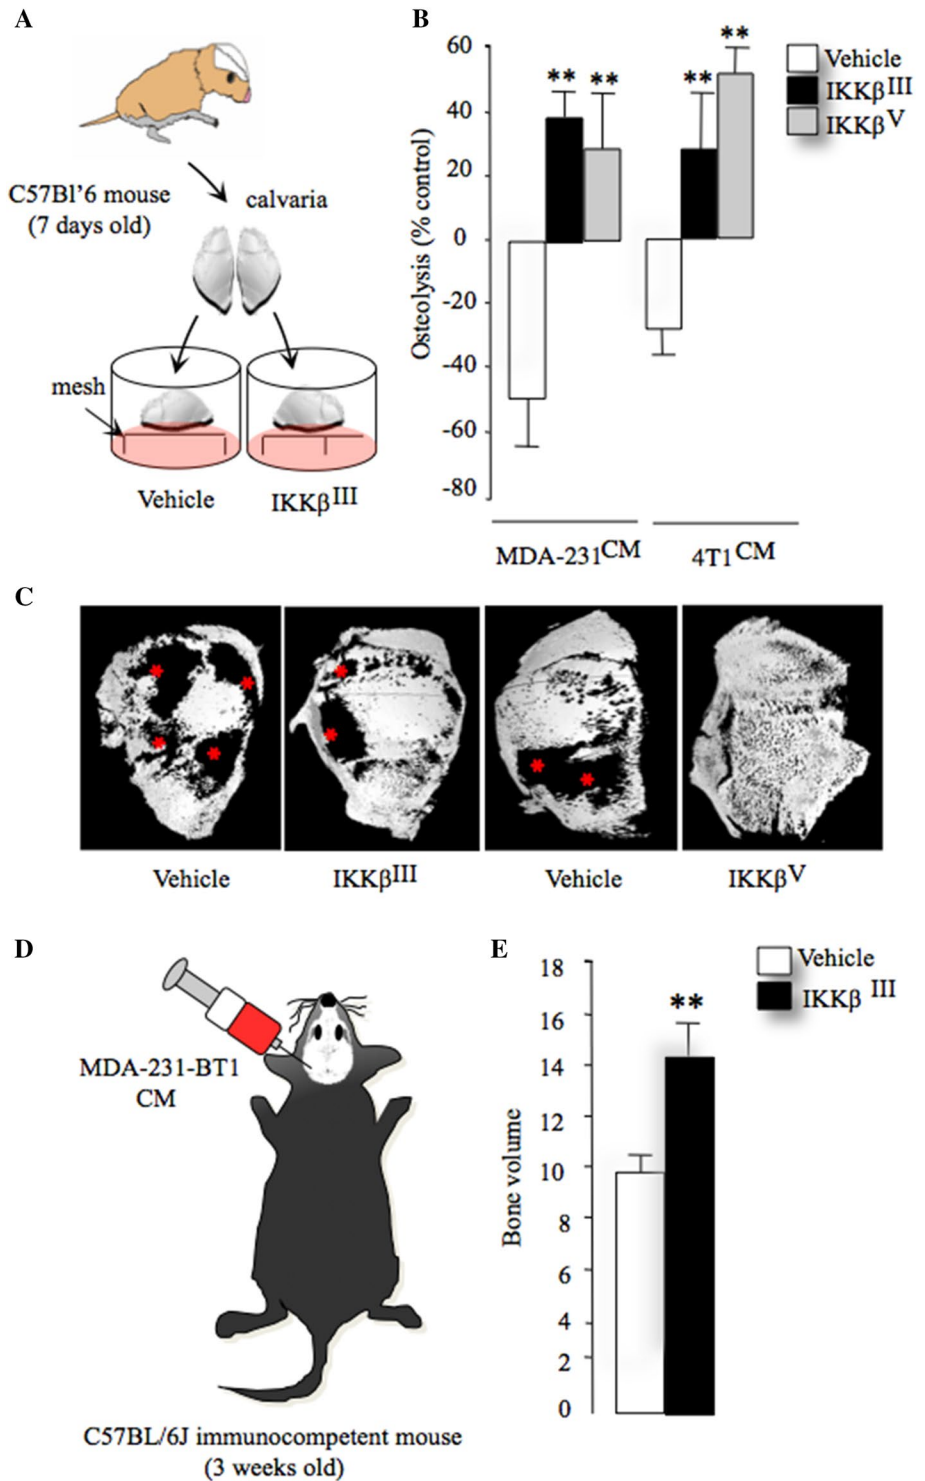 A
C57Bl'6 mouse
(7 days old)
calvaria
mesh
Vehicle
IKKβIII
B
**
** ** **
Vehicle
IKKβIII
IKKβV
Osteolysis (% control)
60
40
20
0
-20
-40
-60
-80
MDA-231CM
4T1CM
C
* * * *
* *
* *
Vehicle
IKKβIII
Vehicle
IKKβV
D
MDA-231-BT1
CM
C57BL/6J immunocompetent mouse
(3 weeks old)
E
Vehicle
IKKβ III
**
Bone volume
18
16
14
12
10
8
6
4
2
0